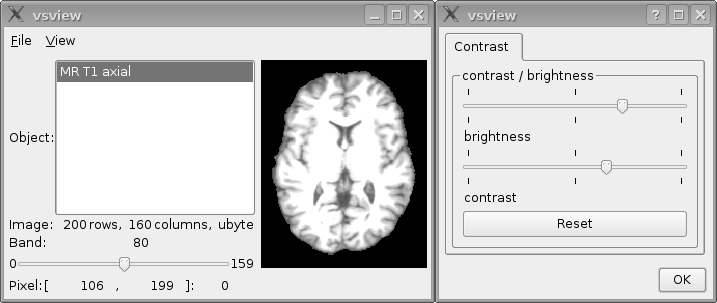 vsview
File View
Object:
MR T1 axial
Image: 200 rows, 160 columns, ubyte
Band: 80
0 159
Pixel:[ 106 , 199 ]: 0
vsview
Contrast
contrast / brightness
brightness
contrast
Reset
OK